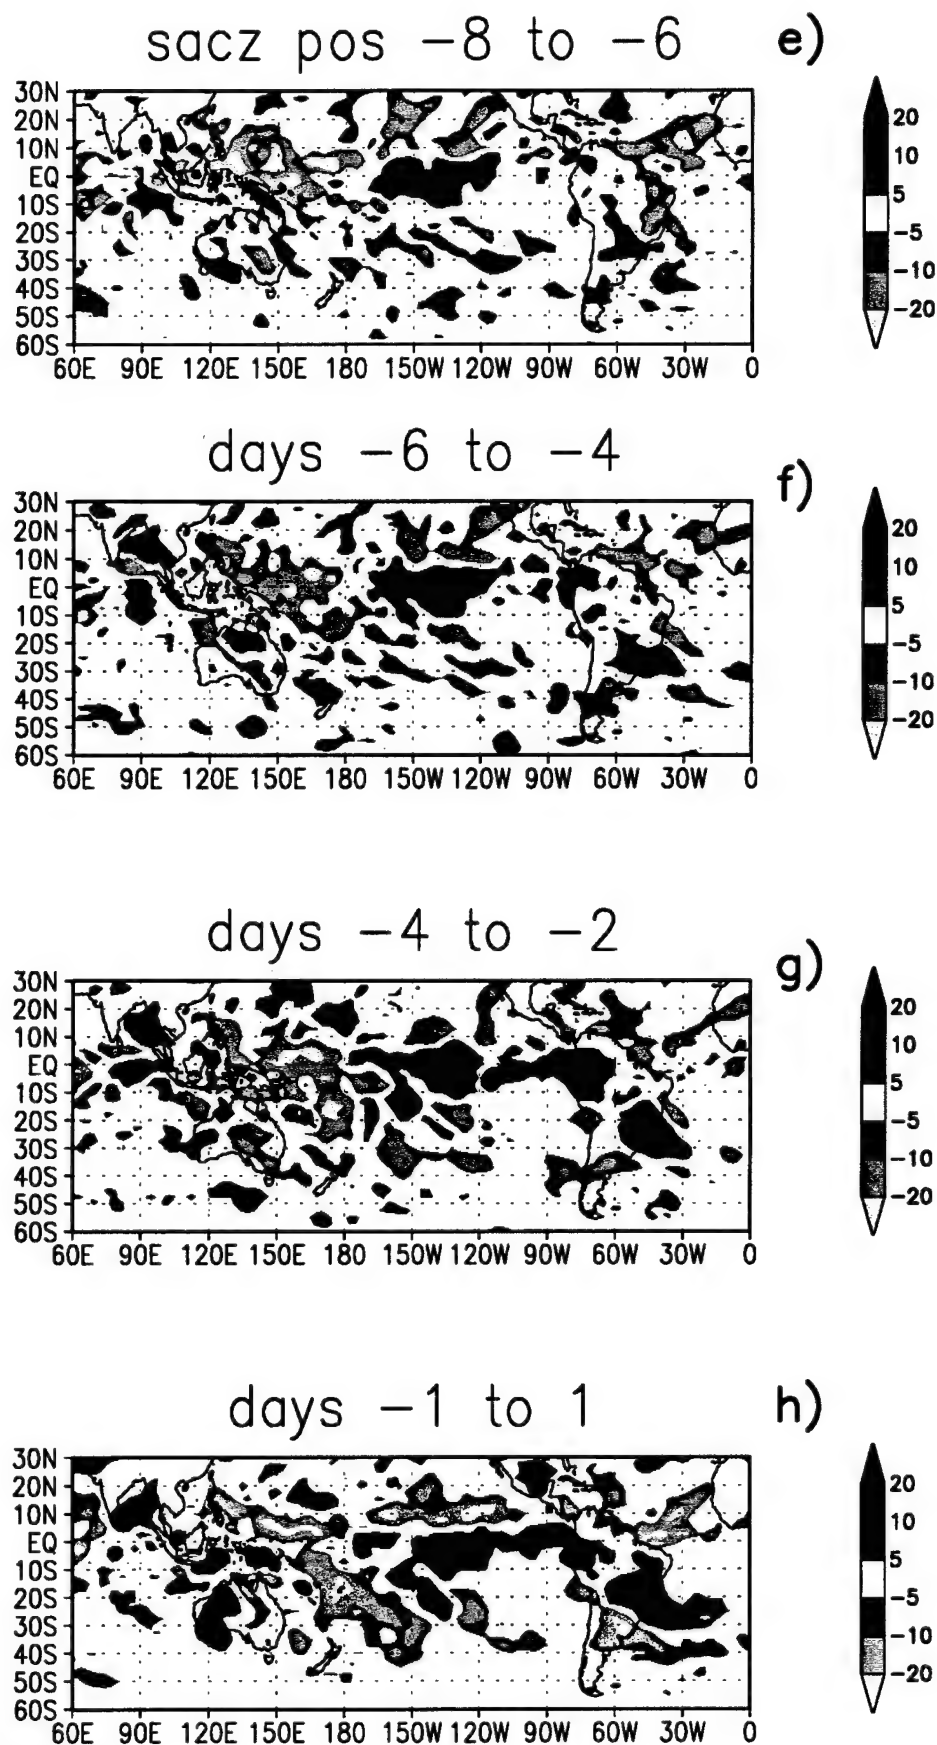 sacz pos -8 to -6
e)
30N
20N
10N
EQ
10S
20S
30S
40S
50S
60S
60E 90E 120E 150E 180 150W 120W 90W 60W 30W 0
20
10
5
-5
-10
-20
days -6 to -4
f)
30N
20N
10N
EQ
10S
20S
30S
40S
50S
60S
60E 90E 120E 150E 180 150W 120W 90W 60W 30W 0
20
10
5
-5
-10
-20
days -4 to -2
g)
30N
20N
10N
EQ
10S
20S
30S
40S
50S
60S
60E 90E 120E 150E 180 150W 120W 90W 60W 30W 0
20
10
5
-5
-10
-20
days -1 to 1
h)
30N
20N
10N
EQ
10S
20S
30S
40S
50S
60S
60E 90E 120E 150E 180 150W 120W 90W 60W 30W 0
20
10
5
-5
-10
-20